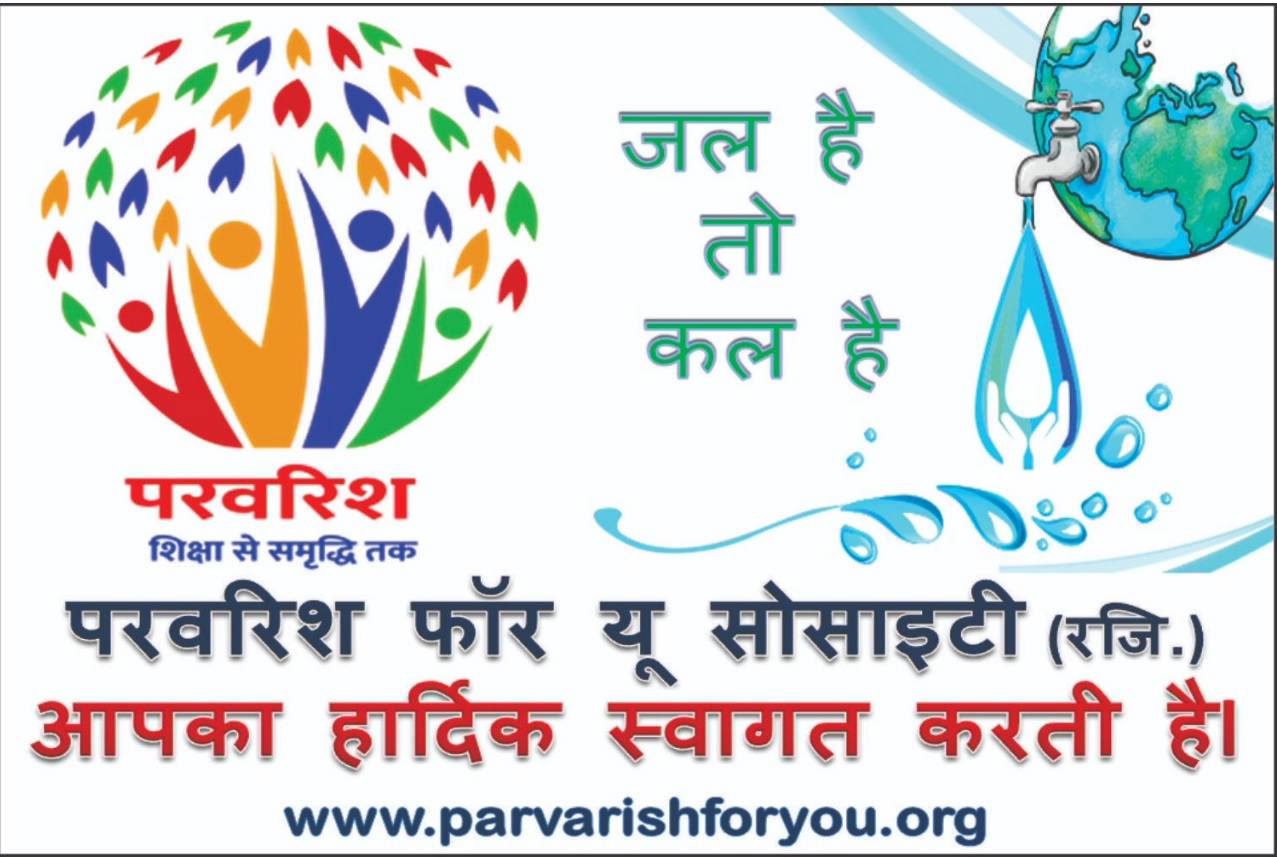 जल है
तो
कल है
परवरिश
शिक्षा से समृद्धि तक
परवरिश फॉर यू सोसाइटी (रजि.)
आपका हार्दिक स्वागत करती है।
www.parvarishforyou.org